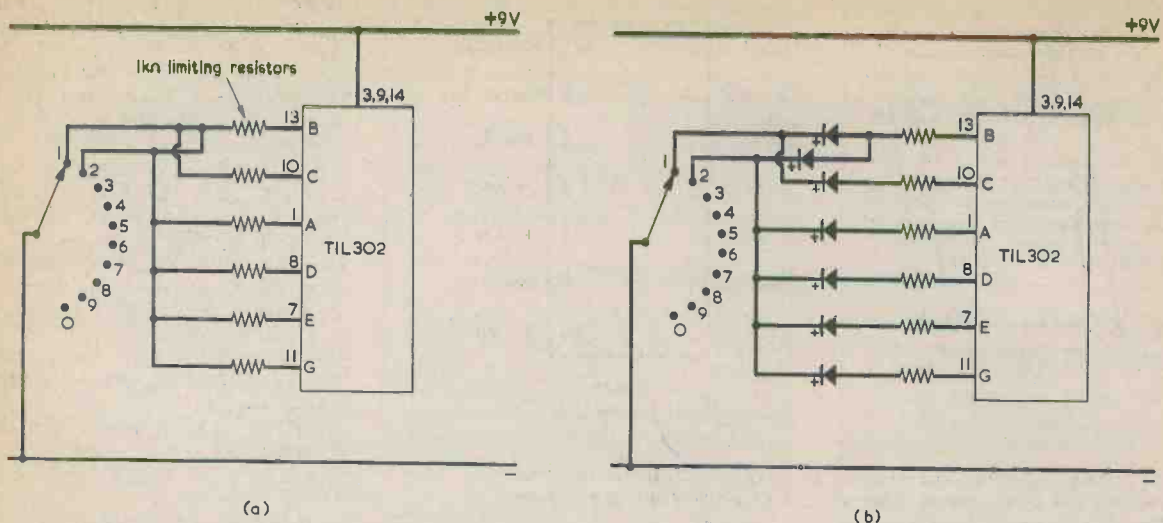 +9V
1kΩ limiting resistors
3,9,14
13 B
1
2
3
10 C
4
5
1 A
6
TIL302
7
8 D
8
9
0
7 E
11 G
–
(a)
+9V
3,9,14
13 B
+
1
+
2
10 C
+
3
4
1 A
+
5
6
TIL302
7
8 D
+
8
9
0
7 E
+
11 G
+
–
(b)